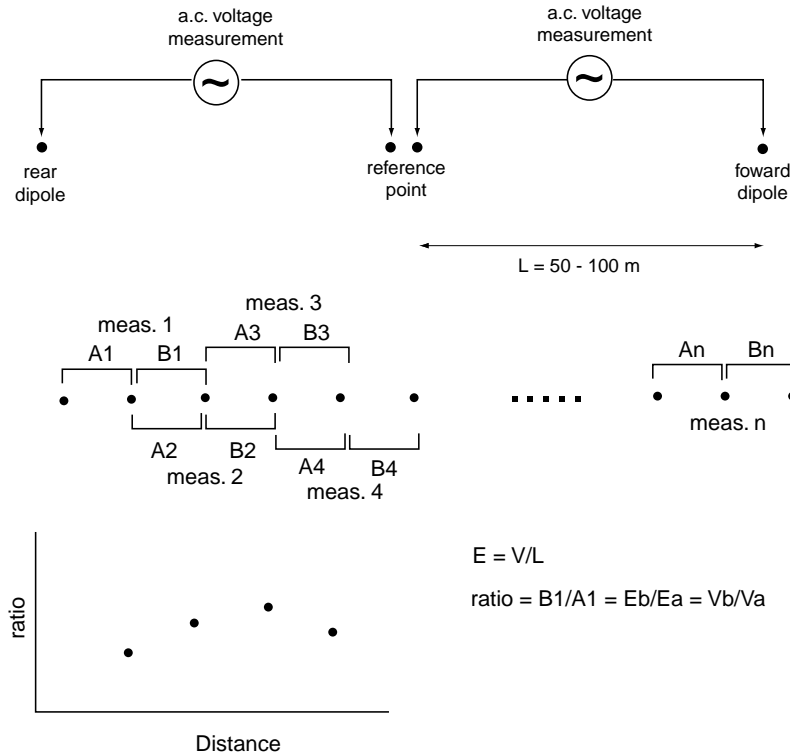 a.c. voltage
measurement
a.c. voltage
measurement
~
~
rear
dipole
reference
point
foward
dipole
L = 50 - 100 m
meas. 1
meas. 3
A1
B1
A3
B3
An
Bn
A2
B2
A4
B4
meas. 2
meas. 4
meas. n
ratio
Distance
E = V/L
ratio = B1/A1 = Eb/Ea = Vb/Va